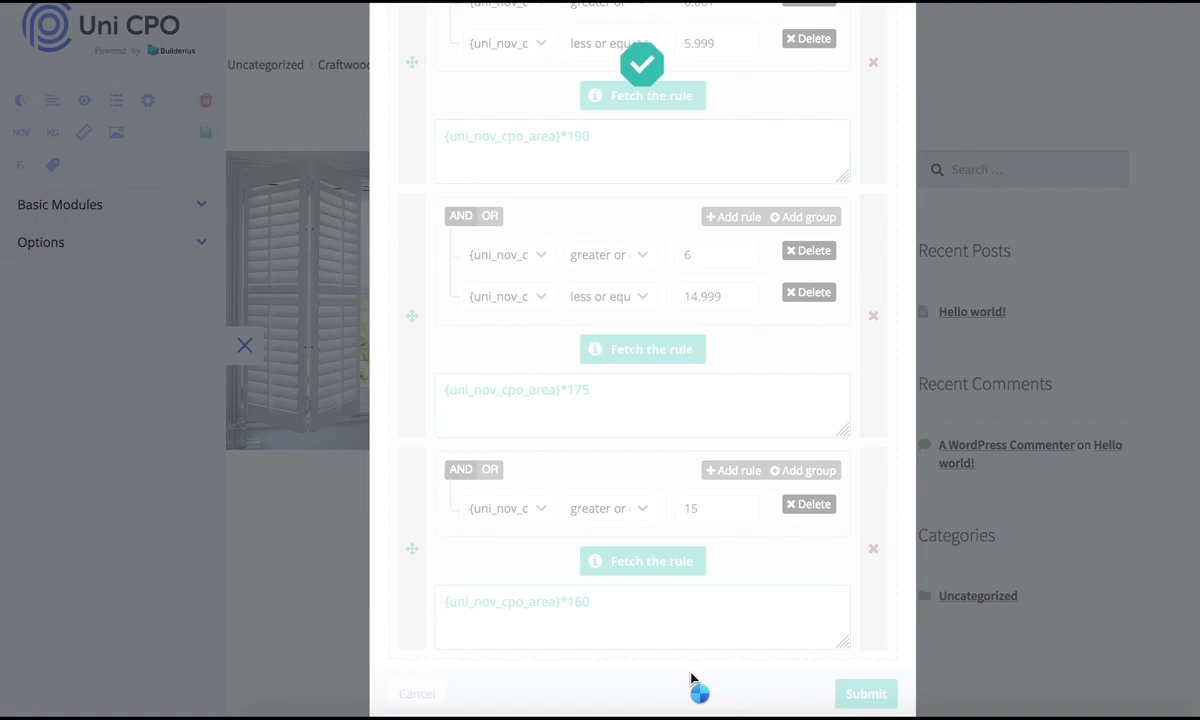 Uni CPO
Powered by Builderius
NOV
KG
Basic Modules
Options
Uncategorized > Craftwoo
{uni_nov_c
less or equ
5.999
Delete
Fetch the rule
{uni_nov_cpo_area}*190
AND OR
Add rule Add group
{uni_nov_c
greater or
6
Delete
{uni_nov_c
less or equ
14.999
Delete
Fetch the rule
{uni_nov_cpo_area}*175
AND OR
Add rule Add group
{uni_nov_c
greater or
15
Delete
Fetch the rule
{uni_nov_cpo_area}*160
Cancel
Submit
Search …
Recent Posts
Hello world!
Recent Comments
A WordPress Commenter on Hello
world!
Categories
Uncategorized